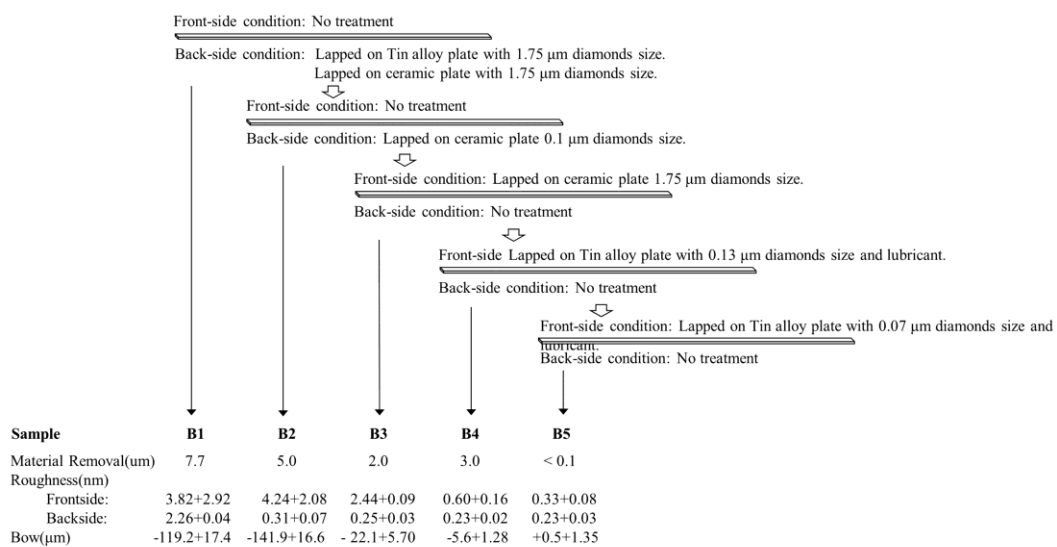 Front-side condition: No treatment
Back-side condition: Lapped on Tin alloy plate with 1.75 μm diamonds size.
Lapped on ceramic plate with 1.75 μm diamonds size.
Front-side condition: No treatment
Back-side condition: Lapped on ceramic plate 0.1 μm diamonds size.
Front-side condition: Lapped on ceramic plate 1.75 μm diamonds size.
Back-side condition: No treatment
Front-side Lapped on Tin alloy plate with 0.13 μm diamonds size and lubricant.
Back-side condition: No treatment
Front-side condition: Lapped on Tin alloy plate with 0.07 μm diamonds size and
lubricant.
Back-side condition: No treatment
Sample B1 B2 B3 B4 B5
Material Removal(um) 7.7 5.0 2.0 3.0 < 0.1
Roughness(nm)
Frontside: 3.82+2.92 4.24+2.08 2.44+0.09 0.60+0.16 0.33+0.08
Backside: 2.26+0.04 0.31+0.07 0.25+0.03 0.23+0.02 0.23+0.03
Bow(μm) -119.2+17.4 -141.9+16.6 - 22.1+5.70 -5.6+1.28 +0.5+1.35